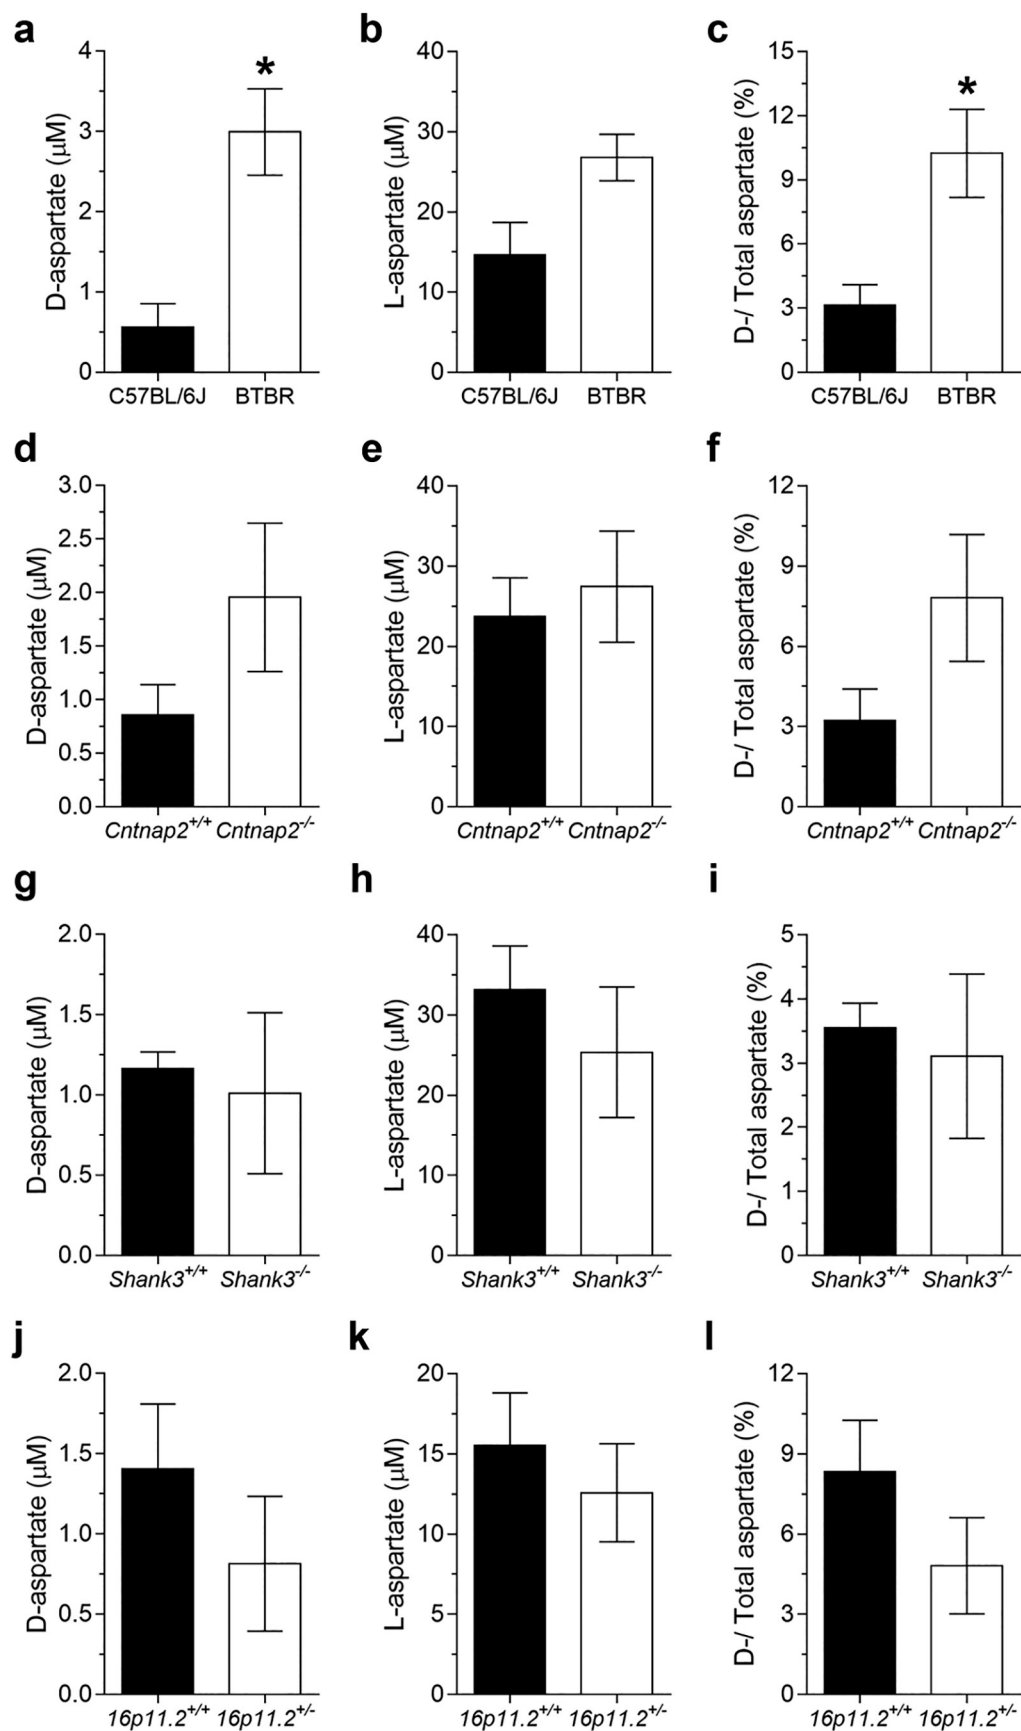 a
D-aspartate (μM)
4
3
2
1
0
*
C57BL/6J BTBR
b
L-aspartate (μM)
40
30
20
10
0
C57BL/6J BTBR
c
D-/ Total aspartate (%)
15
12
9
6
3
0
*
C57BL/6J BTBR
d
D-aspartate (μM)
3.0
2.5
2.0
1.5
1.0
0.5
0.0
Cntnap2+/+ Cntnap2-/-
e
L-aspartate (μM)
40
30
20
10
0
Cntnap2+/+ Cntnap2-/-
f
D-/ Total aspartate (%)
12
9
6
3
0
Cntnap2+/+ Cntnap2-/-
g
D-aspartate (μM)
2.0
1.5
1.0
0.5
0.0
Shank3+/+ Shank3-/-
h
L-aspartate (μM)
40
30
20
10
0
Shank3+/+ Shank3-/-
i
D-/ Total aspartate (%)
5
4
3
2
1
0
Shank3+/+ Shank3-/-
j
D-aspartate (μM)
2.0
1.5
1.0
0.5
0.0
16p11.2+/+ 16p11.2+/-
k
L-aspartate (μM)
20
15
10
5
0
16p11.2+/+ 16p11.2+/-
l
D-/ Total aspartate (%)
12
9
6
3
0
16p11.2+/+ 16p11.2+/-